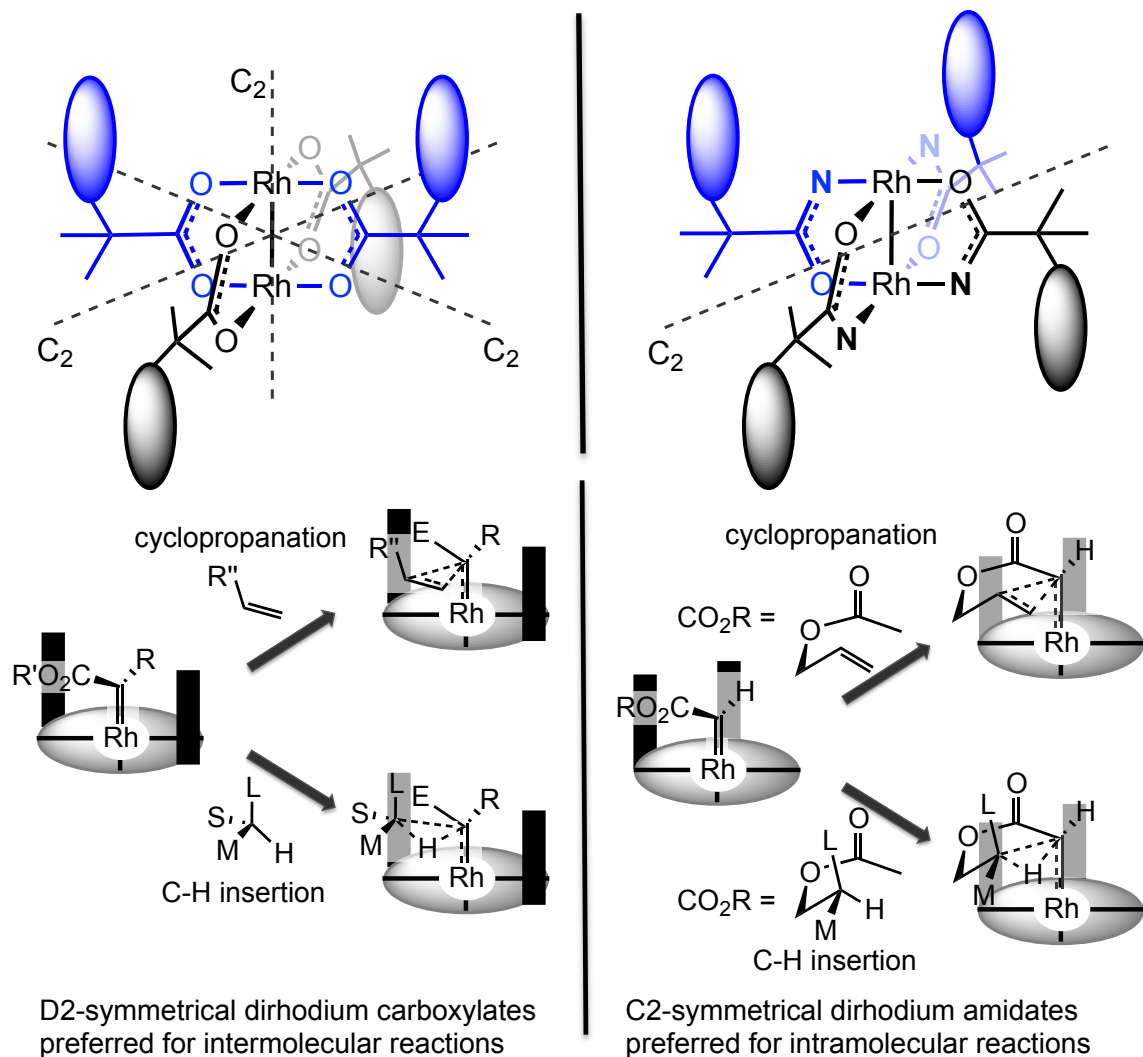 C2
O
Rh
O
O
O
O
O
Rh
O
O
C2
C2
N
Rh
O
N
O
O
O
Rh
N
N
C2
cyclopropanation
R''
R''
E
R
Rh
R'O2C
R
Rh
S
L
M
H
C-H insertion
S
L
E
R
M
H
Rh
cyclopropanation
CO2R =
O
O
O
O
H
Rh
RO2C
H
Rh
CO2R =
L
O
O
H
M
C-H insertion
L
O
O
H
H
M
Rh
D2-symmetrical dirhodium carboxylates
preferred for intermolecular reactions
C2-symmetrical dirhodium amidates
preferred for intramolecular reactions